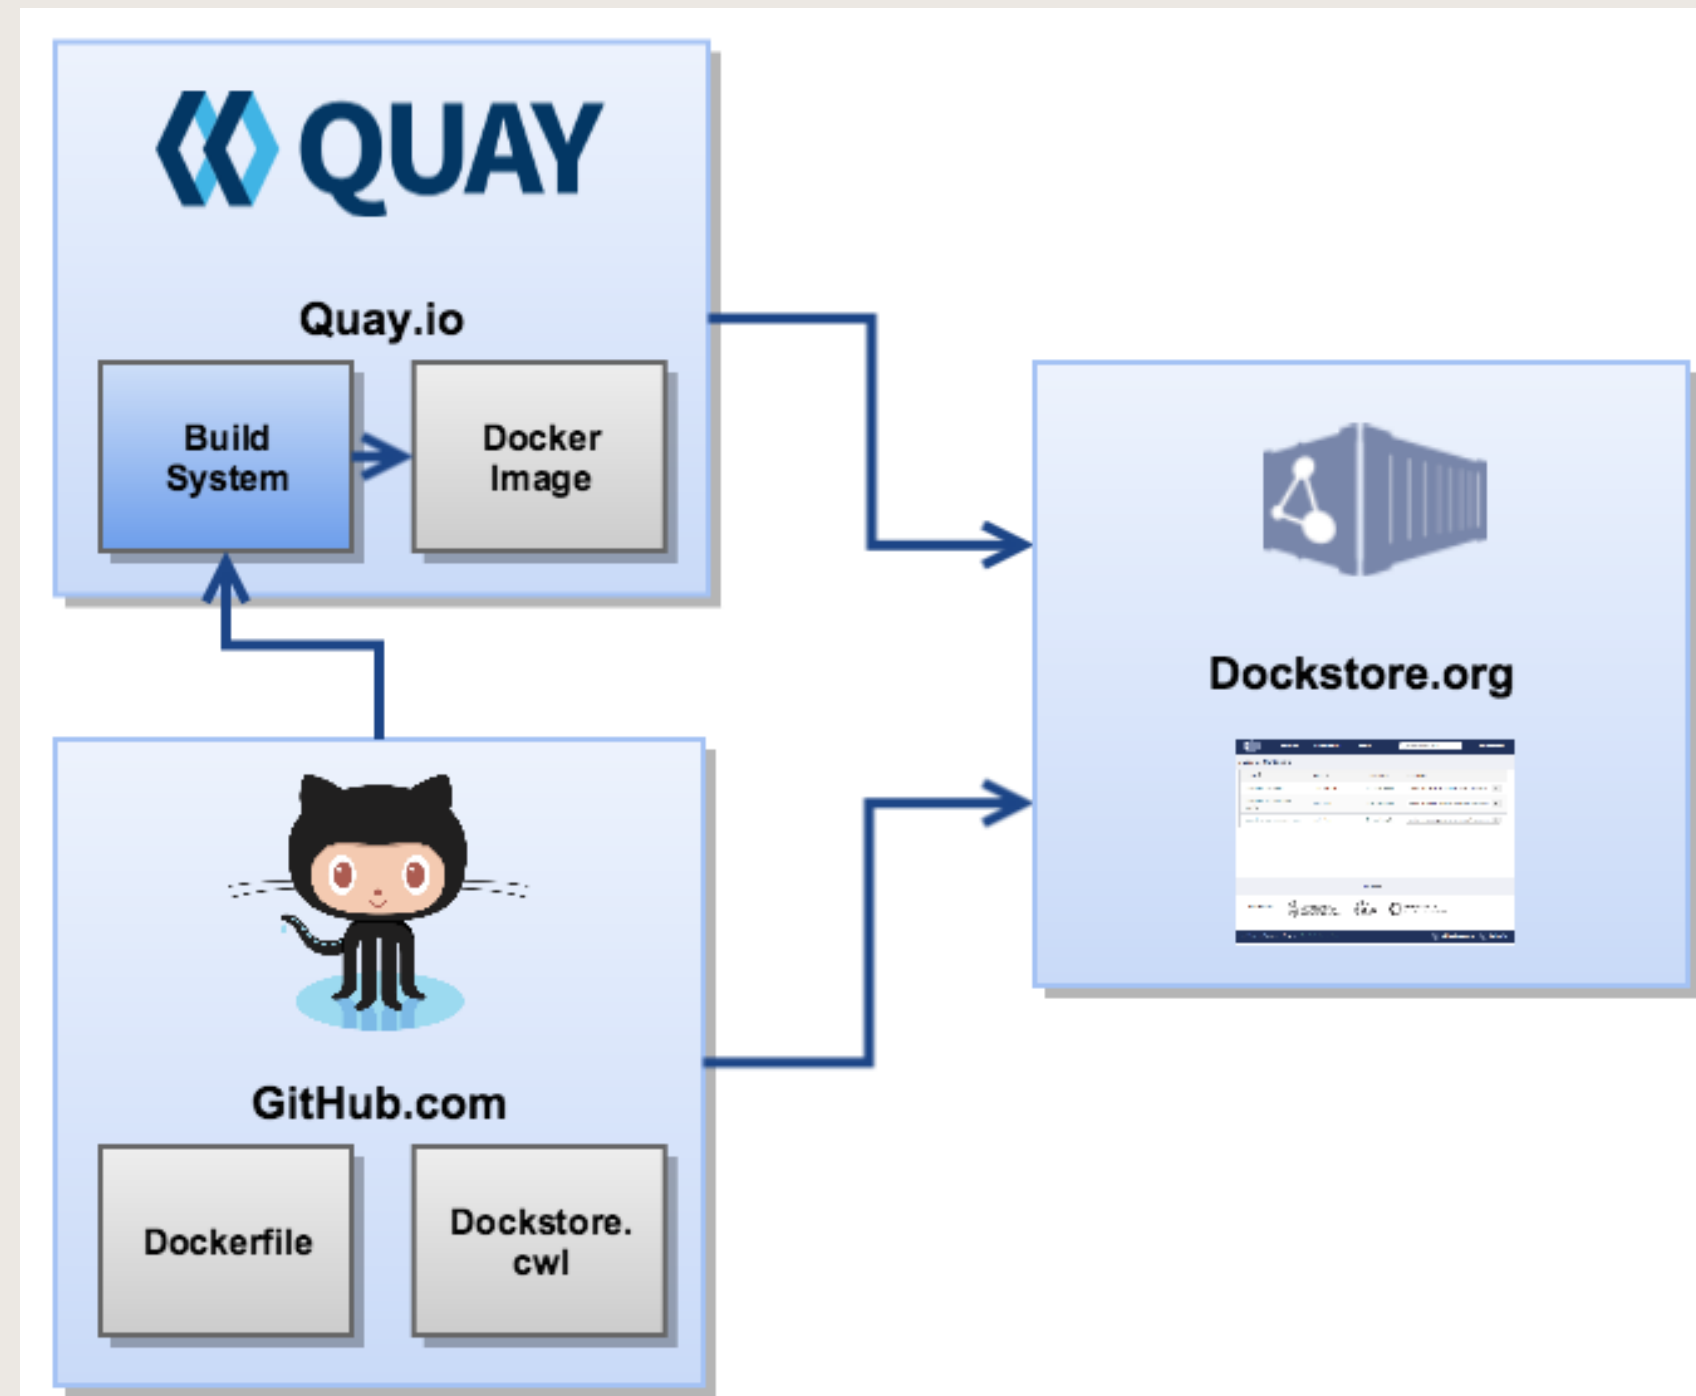 QUAY
Quay.io
Build
System
Docker
Image
Dockstore.org
GitHub.com
Dockerfile
Dockstore.
cwl